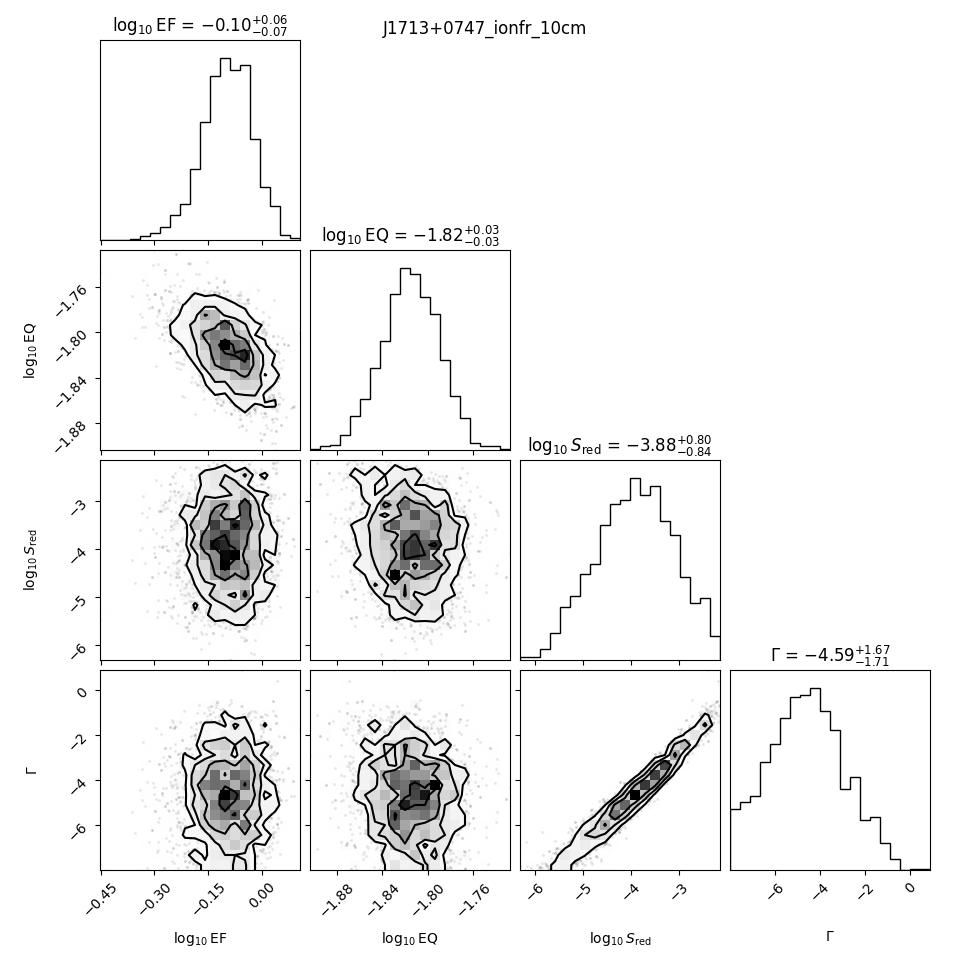 J1713+0747_ionfr_10cm
log₁₀ EF = −0.10 +0.06 −0.07
log₁₀ EQ = −1.82 +0.03 −0.03
−1.76
−1.80
−1.84
−1.88
log₁₀ EQ
log₁₀ S_red = −3.88 +0.80 −0.84
−3
−4
−5
−6
log₁₀ S_red
Γ = −4.59 +1.67 −1.71
0
−2
−4
−6
Γ
−0.45 −0.30 −0.15 0.00
−1.88 −1.84 −1.80 −1.76
−6 −5 −4 −3
−6 −4 −2 0
log₁₀ EF
log₁₀ EQ
log₁₀ S_red
Γ